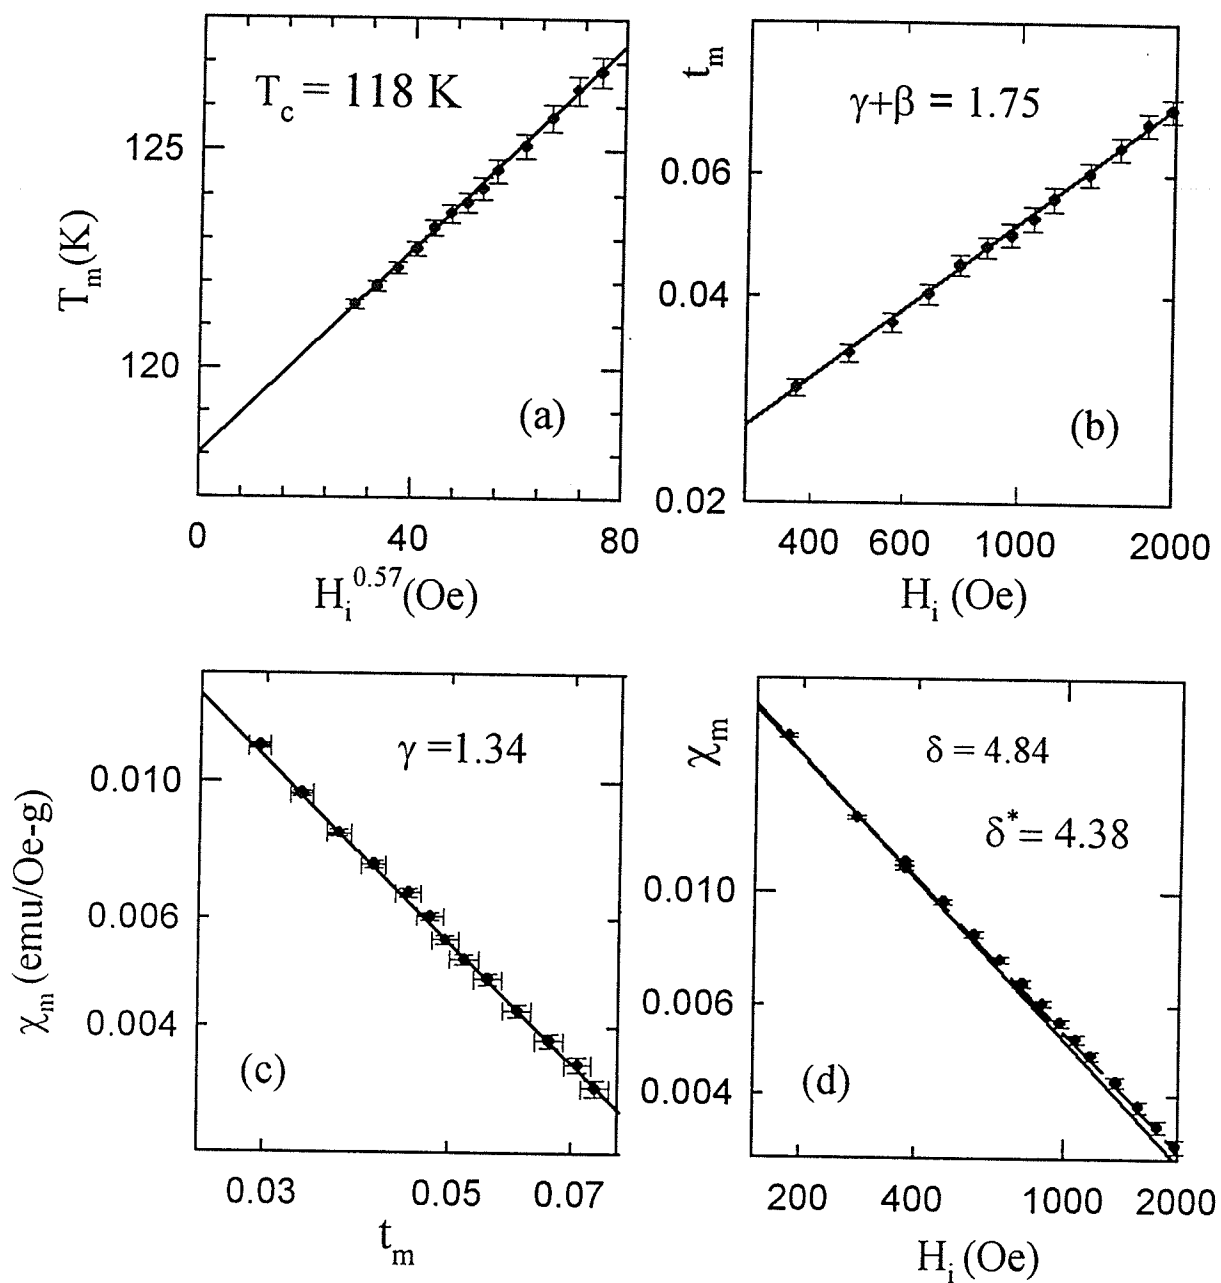 T_c = 118 K
125
120
T_m(K)
(a)
0
40
80
H_i^0.57(Oe)
t_m
γ+β = 1.75
0.06
0.04
0.02
(b)
400
600
1000
2000
H_i (Oe)
γ =1.34
0.010
0.006
0.004
χ_m (emu/Oe-g)
(c)
0.03
0.05
0.07
t_m
χ_m
δ = 4.84
δ* = 4.38
0.010
0.006
0.004
(d)
200
400
1000
2000
H_i (Oe)